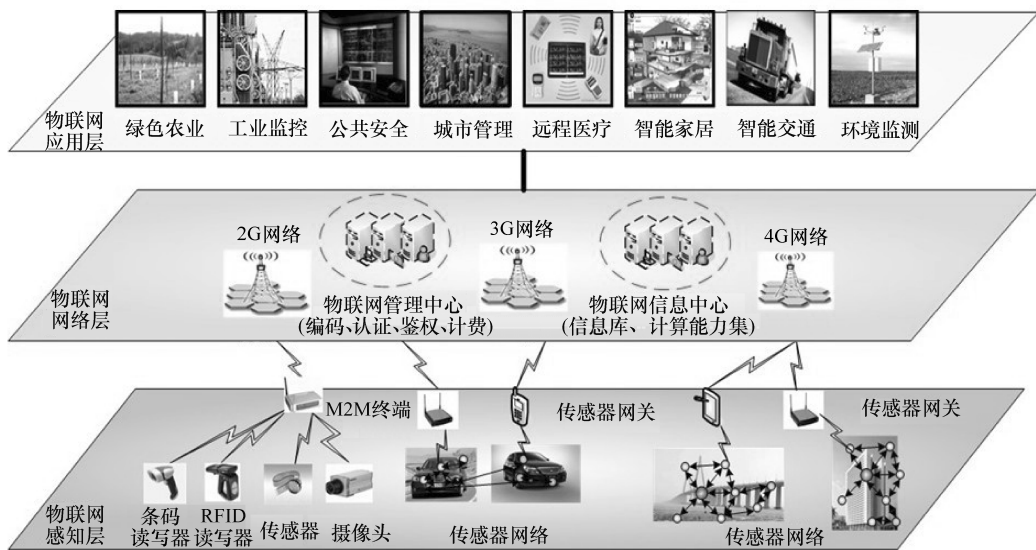 物联网
应用层
绿色农业 工业监控 公共安全 城市管理 远程医疗 智能家居 智能交通 环境监测
2G网络 3G网络 4G网络
物联网
网络层
物联网管理中心
(编码、认证、鉴权、计费)
物联网信息中心
(信息库、计算能力集)
M2M终端 传感器网关 传感器网关
物联网
感知层
条码
读写器
RFID
读写器
传感器 摄像头 传感器网络 传感器网络